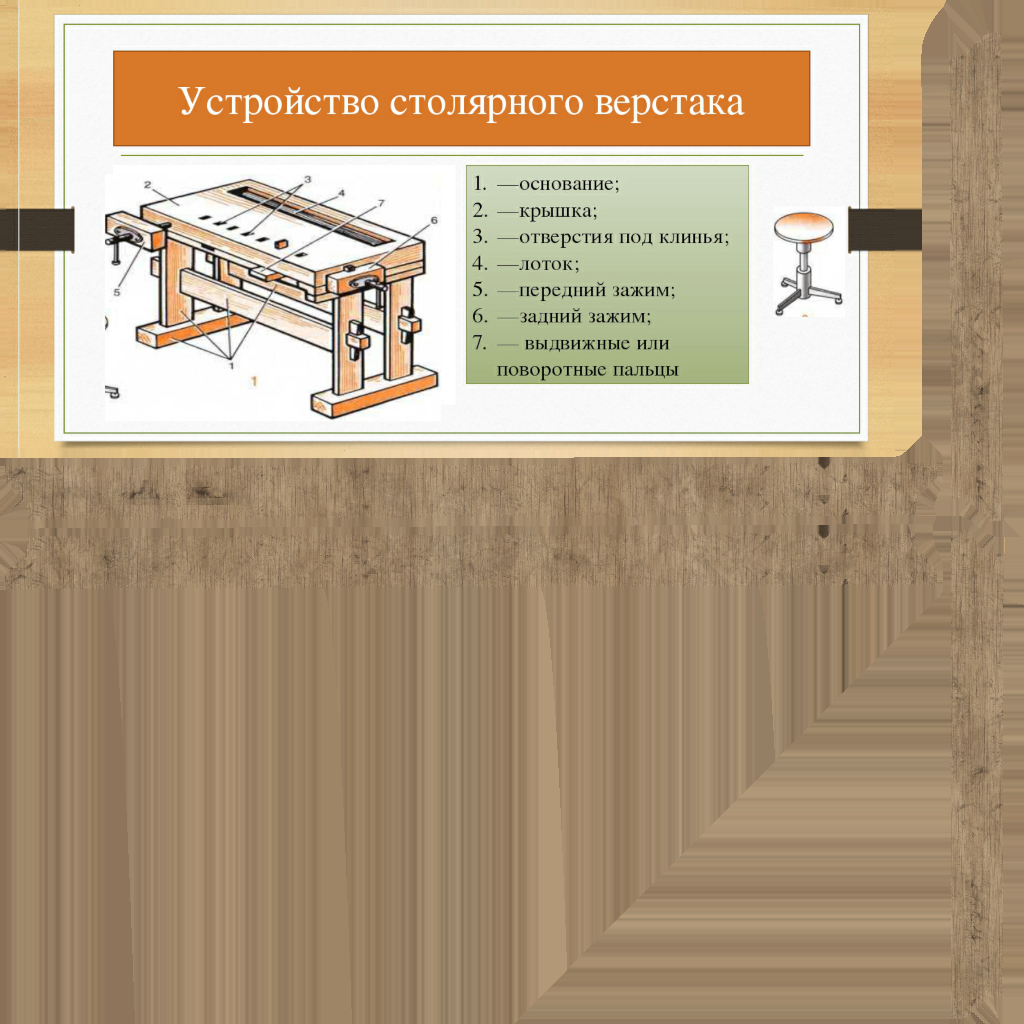 Устройство столярного верстака
1. —основание;
2. —крышка;
3. —отверстия под клинья;
4. —лоток;
5. —передний зажим;
6. —задний зажим;
7. — выдвижные или
поворотные пальцы
2
3
4
7
6
5
1
1